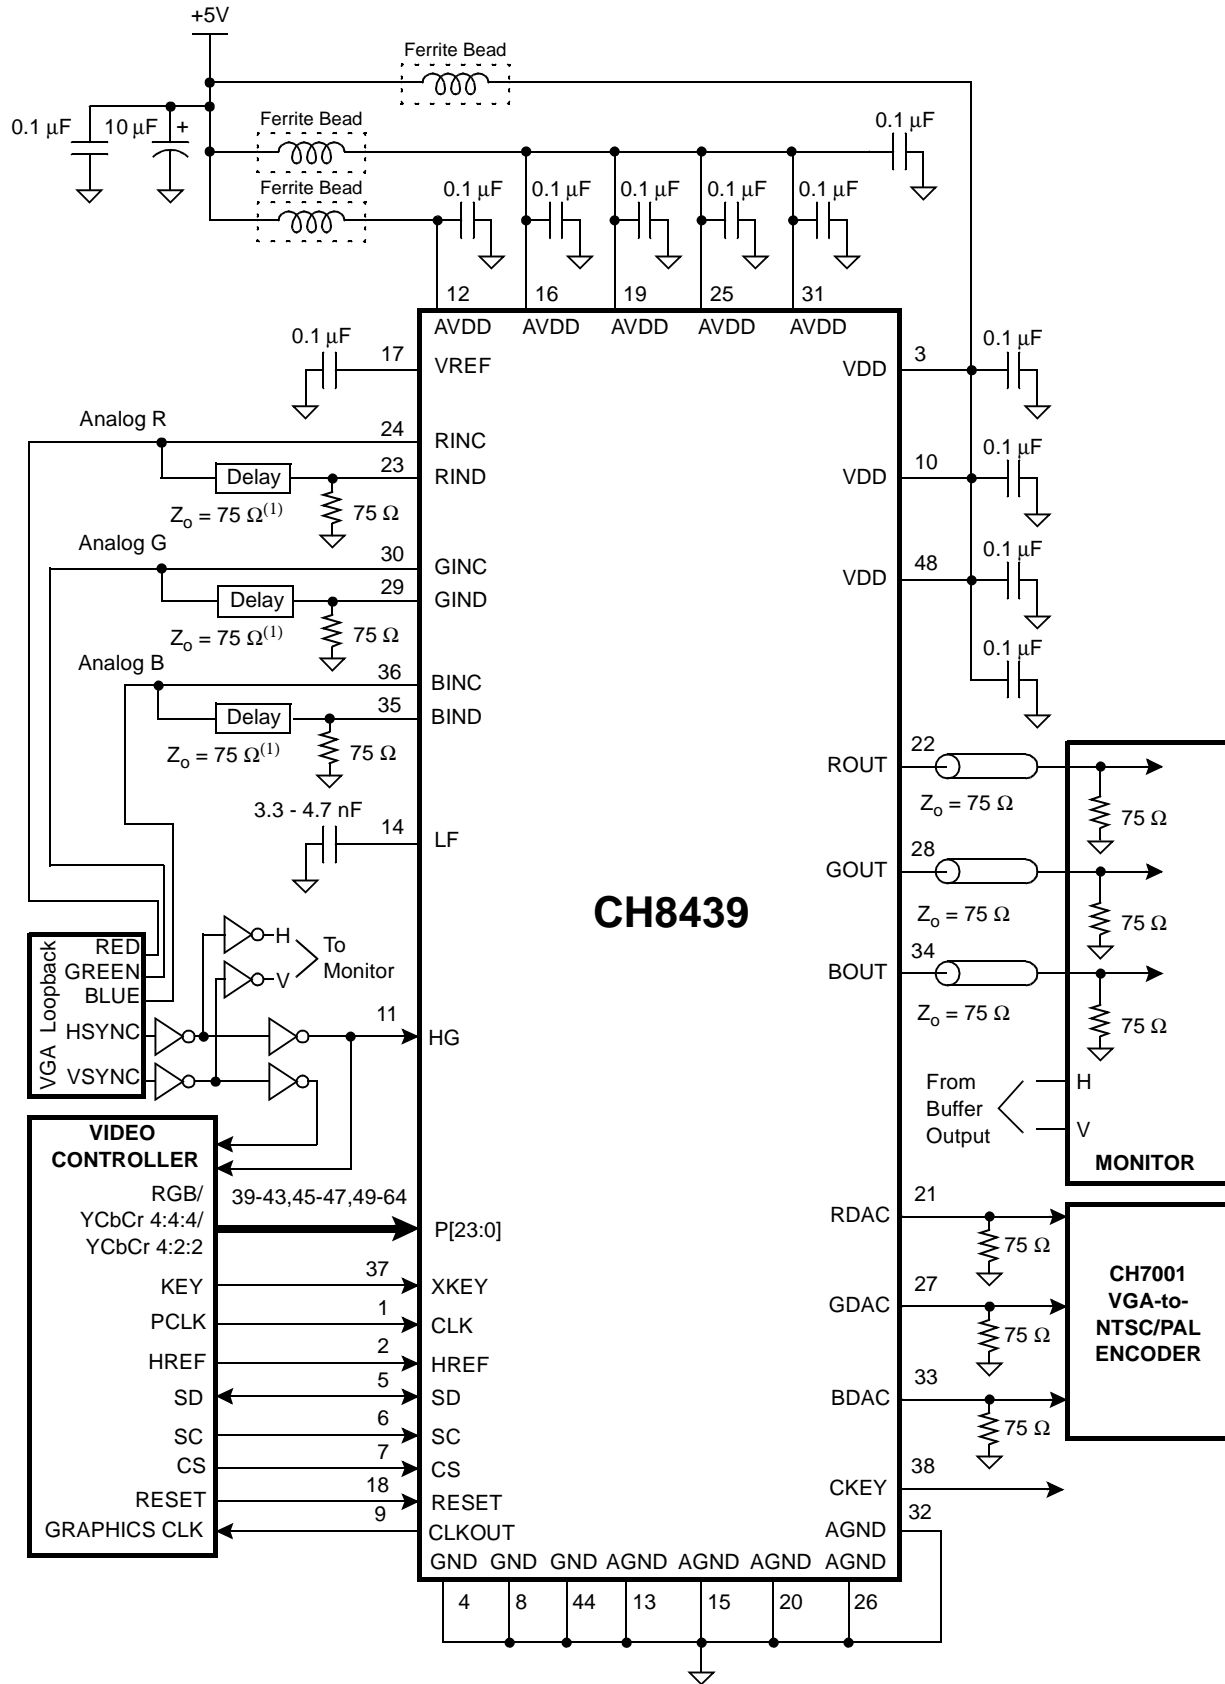 +5V
Ferrite Bead
0.1 µF
10 µF
+
Ferrite Bead
0.1 µF
Ferrite Bead
0.1 µF
0.1 µF
0.1 µF
0.1 µF
0.1 µF
12
16
19
25
31
AVDD
AVDD
AVDD
AVDD
AVDD
0.1 µF
17
VREF
3
VDD
0.1 µF
Analog R
24
RINC
23
RIND
Delay
Zo = 75 Ω(1)
75 Ω
10
VDD
0.1 µF
Analog G
30
GINC
29
GIND
Delay
Zo = 75 Ω(1)
75 Ω
48
VDD
0.1 µF
0.1 µF
Analog B
36
BINC
35
BIND
Delay
Zo = 75 Ω(1)
75 Ω
22
ROUT
Zo = 75 Ω
75 Ω
3.3 - 4.7 nF
14
LF
28
GOUT
Zo = 75 Ω
75 Ω
CH8439
34
BOUT
Zo = 75 Ω
75 Ω
VGA Loopback
RED
GREEN
BLUE
HSYNC
VSYNC
H
V
To
Monitor
11
HG
From
Buffer
Output
H
V
MONITOR
VIDEO
CONTROLLER
RGB/
YCbCr 4:4:4/
YCbCr 4:2:2
39-43,45-47,49-64
P[23:0]
21
RDAC
75 Ω
KEY
37
XKEY
PCLK
1
CLK
27
GDAC
75 Ω
CH7001
VGA-to-
NTSC/PAL
ENCODER
HREF
2
HREF
SD
5
SD
33
BDAC
75 Ω
SC
6
SC
CS
7
CS
38
CKEY
RESET
18
RESET
GRAPHICS CLK
9
CLKOUT
32
AGND
GND
GND
GND
AGND
AGND
AGND
AGND
4
8
44
13
15
20
26